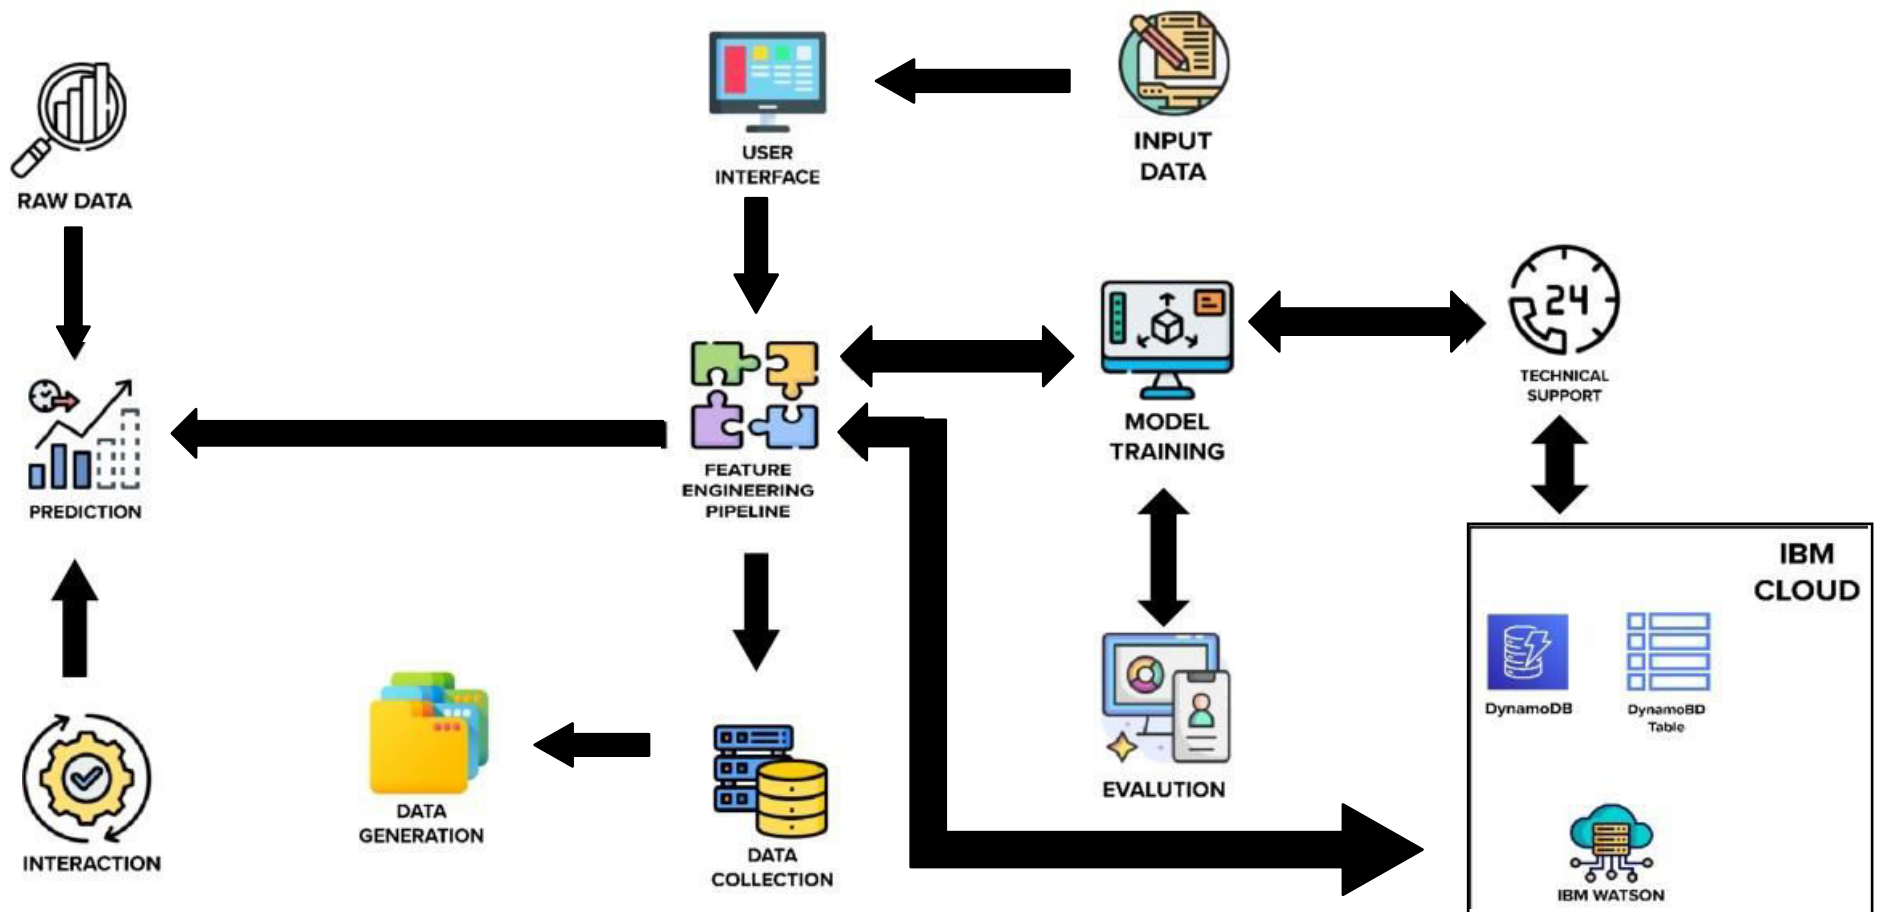 INPUT
DATA
USER
INTERFACE
RAW DATA
24
TECHNICAL
SUPPORT
MODEL
TRAINING
FEATURE
ENGINEERING
PIPELINE
PREDICTION
IBM
CLOUD
DynamoDB
DynamoBD
Table
EVALUTION
DATA
GENERATION
DATA
COLLECTION
INTERACTION
IBM WATSON